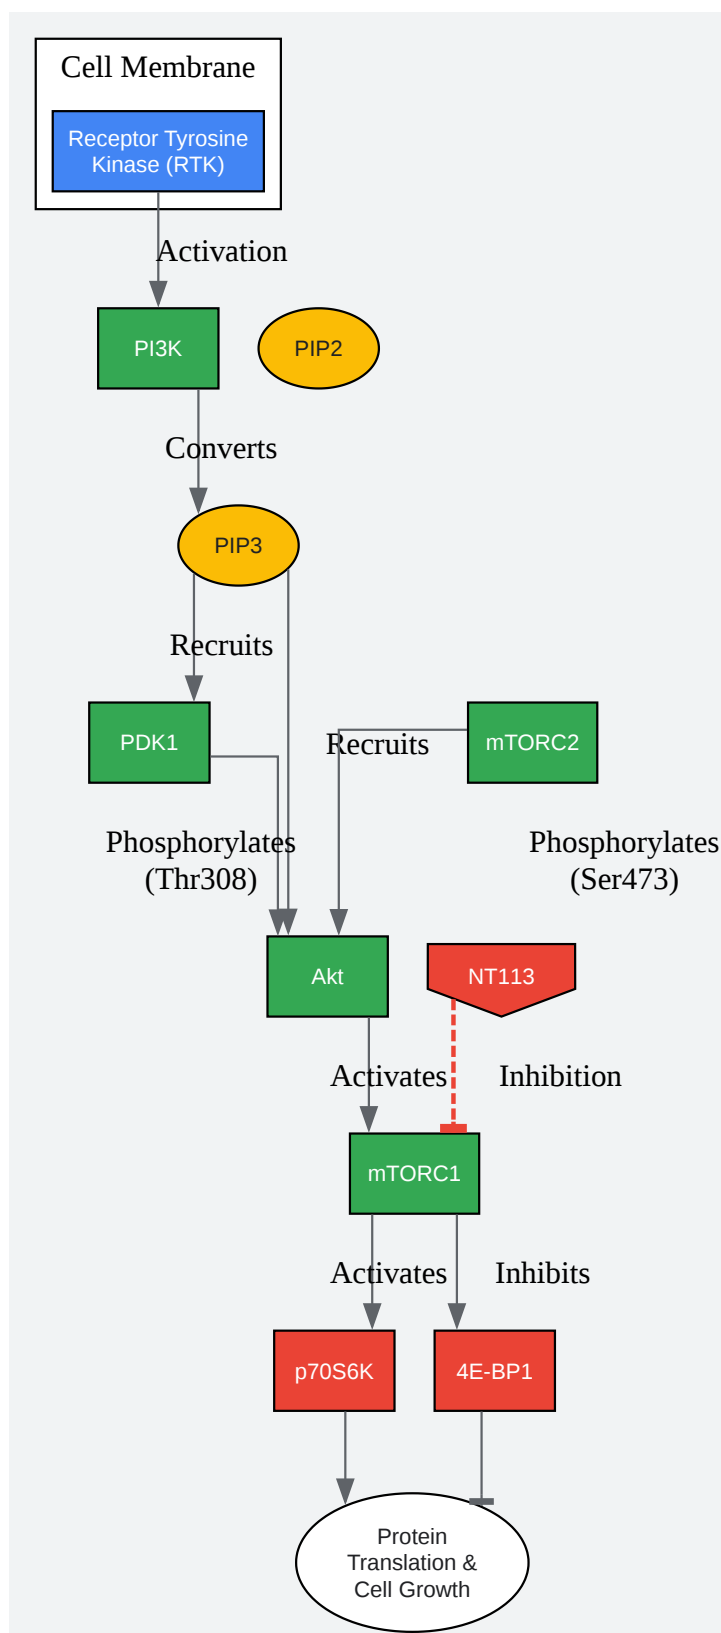 Cell Membrane
Receptor Tyrosine
Kinase (RTK)
Activation
PI3K
PIP2
Converts
PIP3
Recruits
PDK1
Recruits
mTORC2
Phosphorylates
(Thr308)
Phosphorylates
(Ser473)
Akt
NT113
Activates
Inhibition
mTORC1
Activates
Inhibits
p70S6K
4E-BP1
Protein
Translation &
Cell Growth